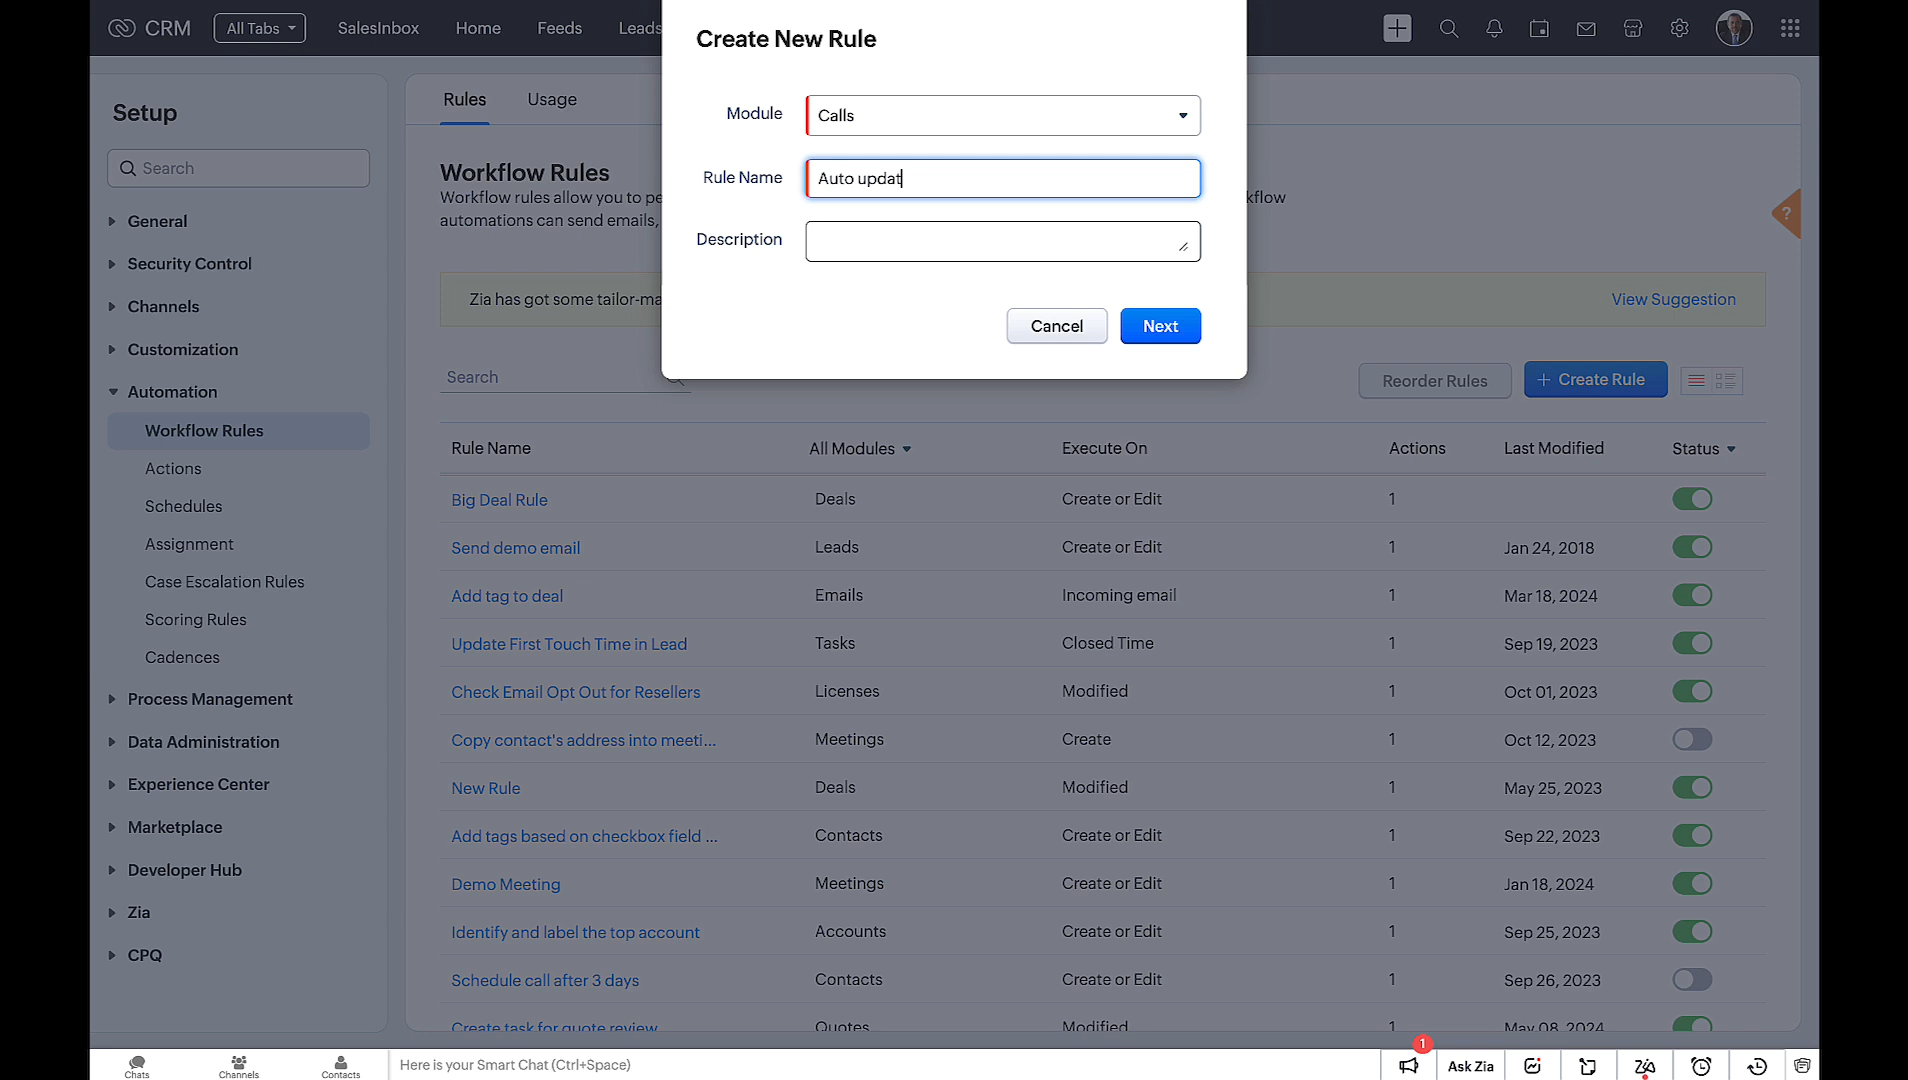 CRM
All Tabs
SalesInbox
Home
Feeds
Leads
Create New Rule
Module
Calls
Rule Name
Auto updat
Description
Cancel
Next
Setup
Search
General
Security Control
Channels
Customization
Automation
Workflow Rules
Actions
Schedules
Assignment
Case Escalation Rules
Scoring Rules
Cadences
Process Management
Data Administration
Experience Center
Marketplace
Developer Hub
Zia
CPQ
Rules
Usage
Workflow Rules
Workflow rules allow you to pe
kflow
automations can send emails,
?
Zia has got some tailor-ma
View Suggestion
Search
Reorder Rules
+ Create Rule
Rule Name All Modules Execute On Actions Last Modified Status
Big Deal Rule Deals Create or Edit 1
Send demo email Leads Create or Edit 1 Jan 24, 2018
Add tag to deal Emails Incoming email 1 Mar 18, 2024
Update First Touch Time in Lead Tasks Closed Time 1 Sep 19, 2023
Check Email Opt Out for Resellers Licenses Modified 1 Oct 01, 2023
Copy contact's address into meeti... Meetings Create 1 Oct 12, 2023
New Rule Deals Modified 1 May 25, 2023
Add tags based on checkbox field ... Contacts Create or Edit 1 Sep 22, 2023
Demo Meeting Meetings Create or Edit 1 Jan 18, 2024
Identify and label the top account Accounts Create or Edit 1 Sep 25, 2023
Schedule call after 3 days Contacts Create or Edit 1 Sep 26, 2023
Create task for quote review Quotes Modified 1 May 08, 2024
Chats
Channels
Contacts
Here is your Smart Chat (Ctrl+Space)
1
Ask Zia